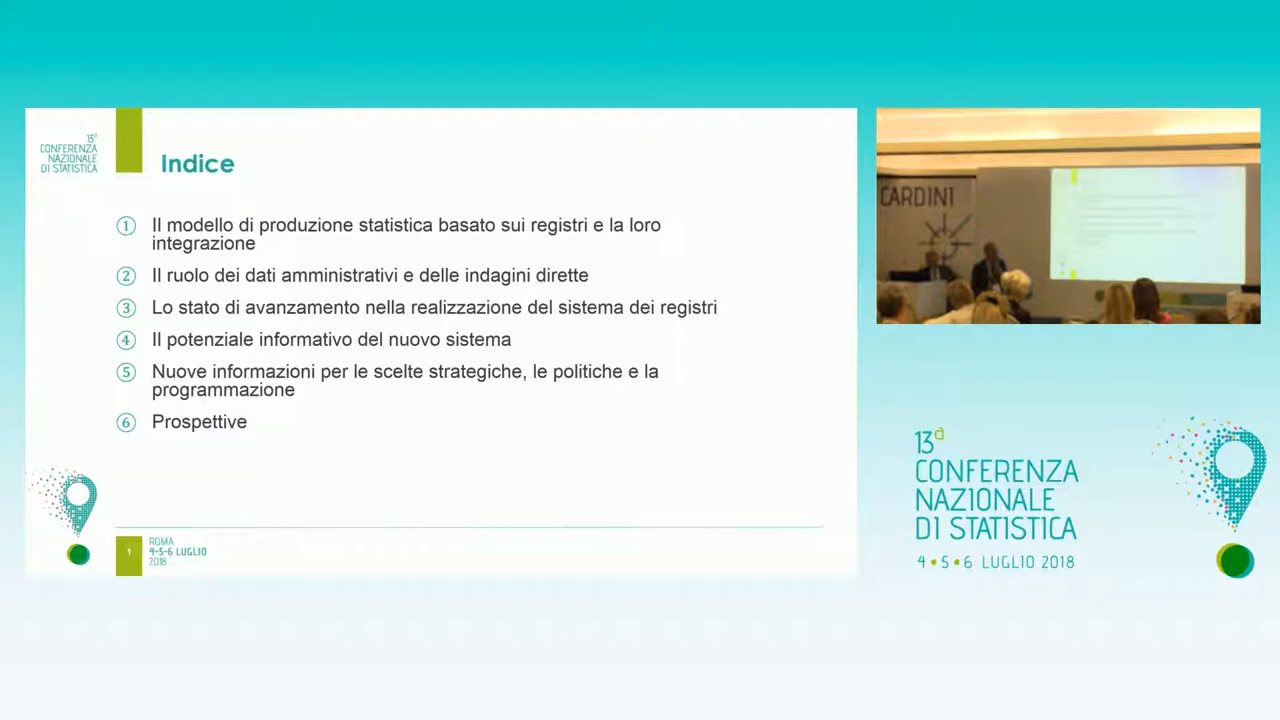 13ª
CONFERENZA
NAZIONALE
DI STATISTICA
Indice
1 Il modello di produzione statistica basato sui registri e la loro
integrazione
2 Il ruolo dei dati amministrativi e delle indagini dirette
3 Lo stato di avanzamento nella realizzazione del sistema dei registri
4 Il potenziale informativo del nuovo sistema
5 Nuove informazioni per le scelte strategiche, le politiche e la
programmazione
6 Prospettive
1
ROMA
4-5-6 LUGLIO
2018
CARDINI
13ª
CONFERENZA
NAZIONALE
DI STATISTICA
4•5•6 LUGLIO 2018